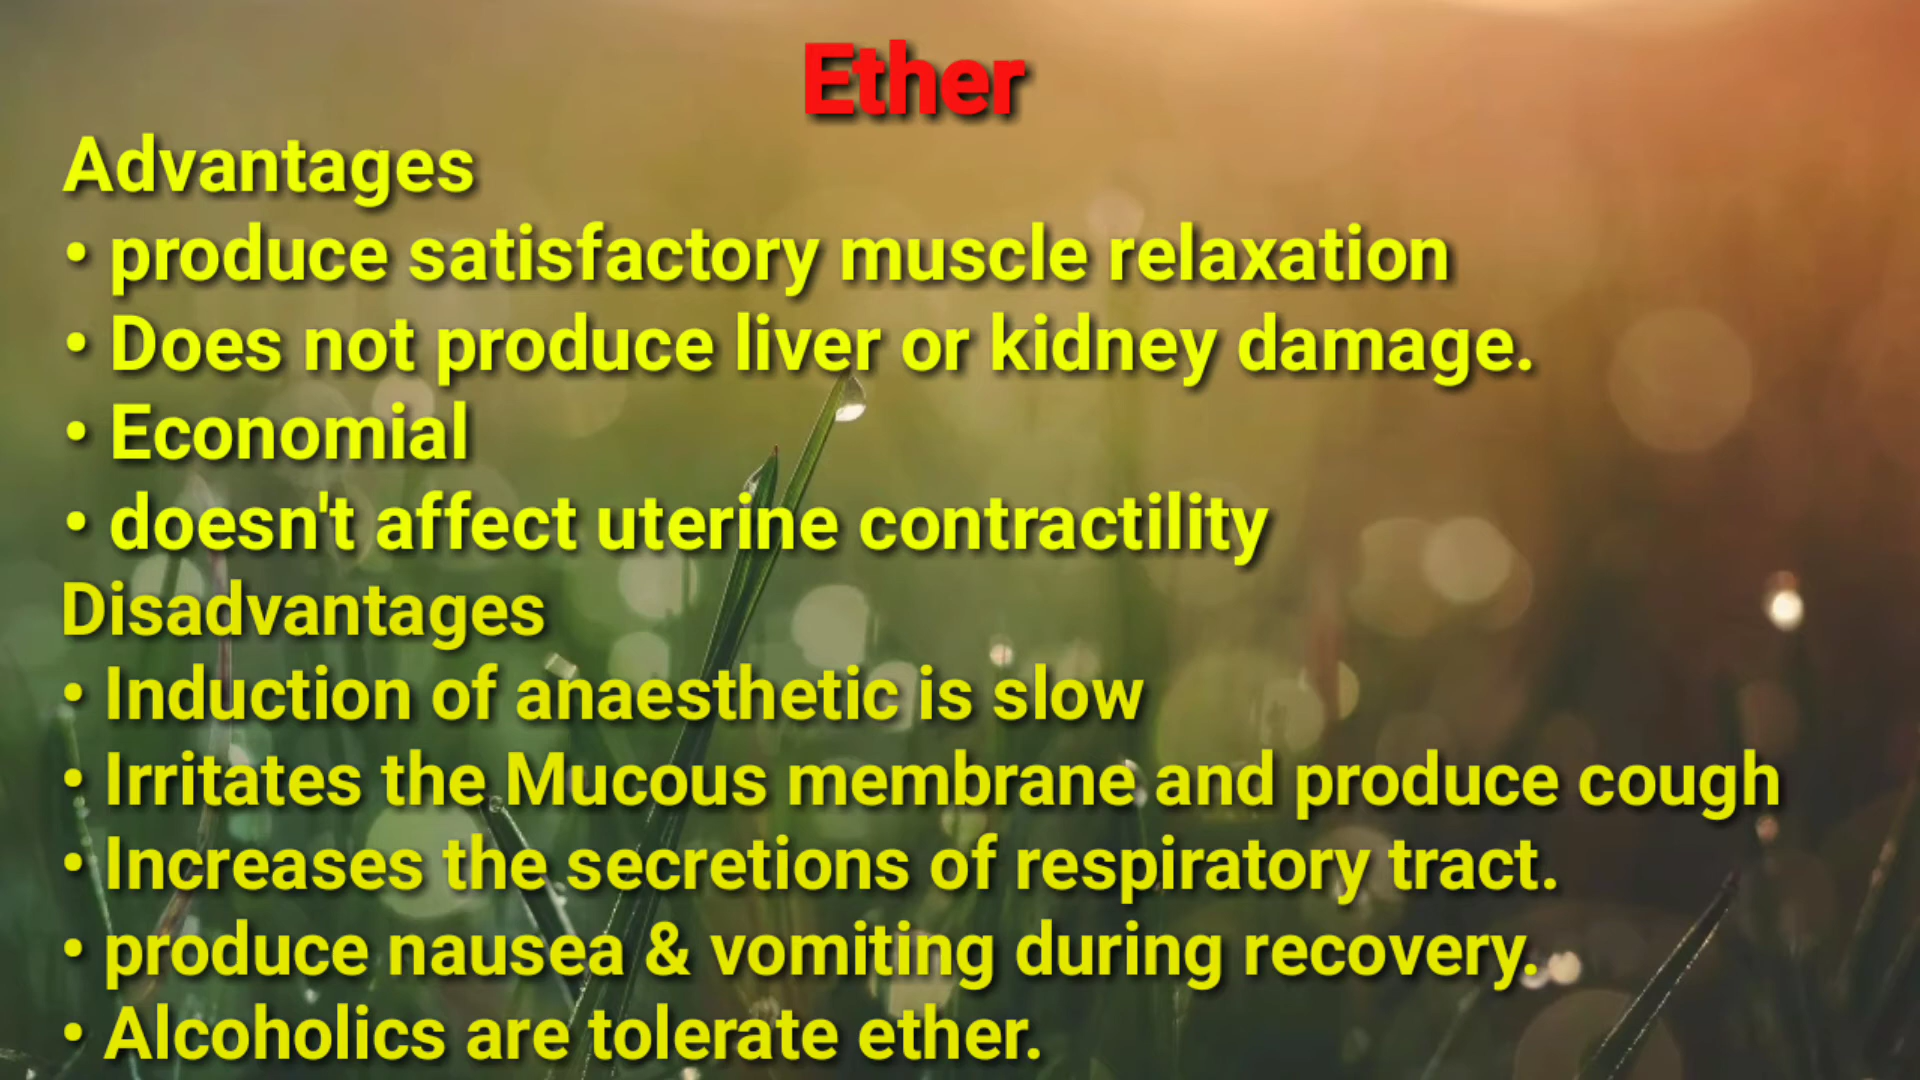 Ether
Advantages
• produce satisfactory muscle relaxation
• Does not produce liver or kidney damage.
• Economial
• doesn't affect uterine contractility
Disadvantages
• Induction of anaesthetic is slow
• Irritates the Mucous membrane and produce cough
• Increases the secretions of respiratory tract.
• produce nausea & vomiting during recovery.
• Alcoholics are tolerate ether.